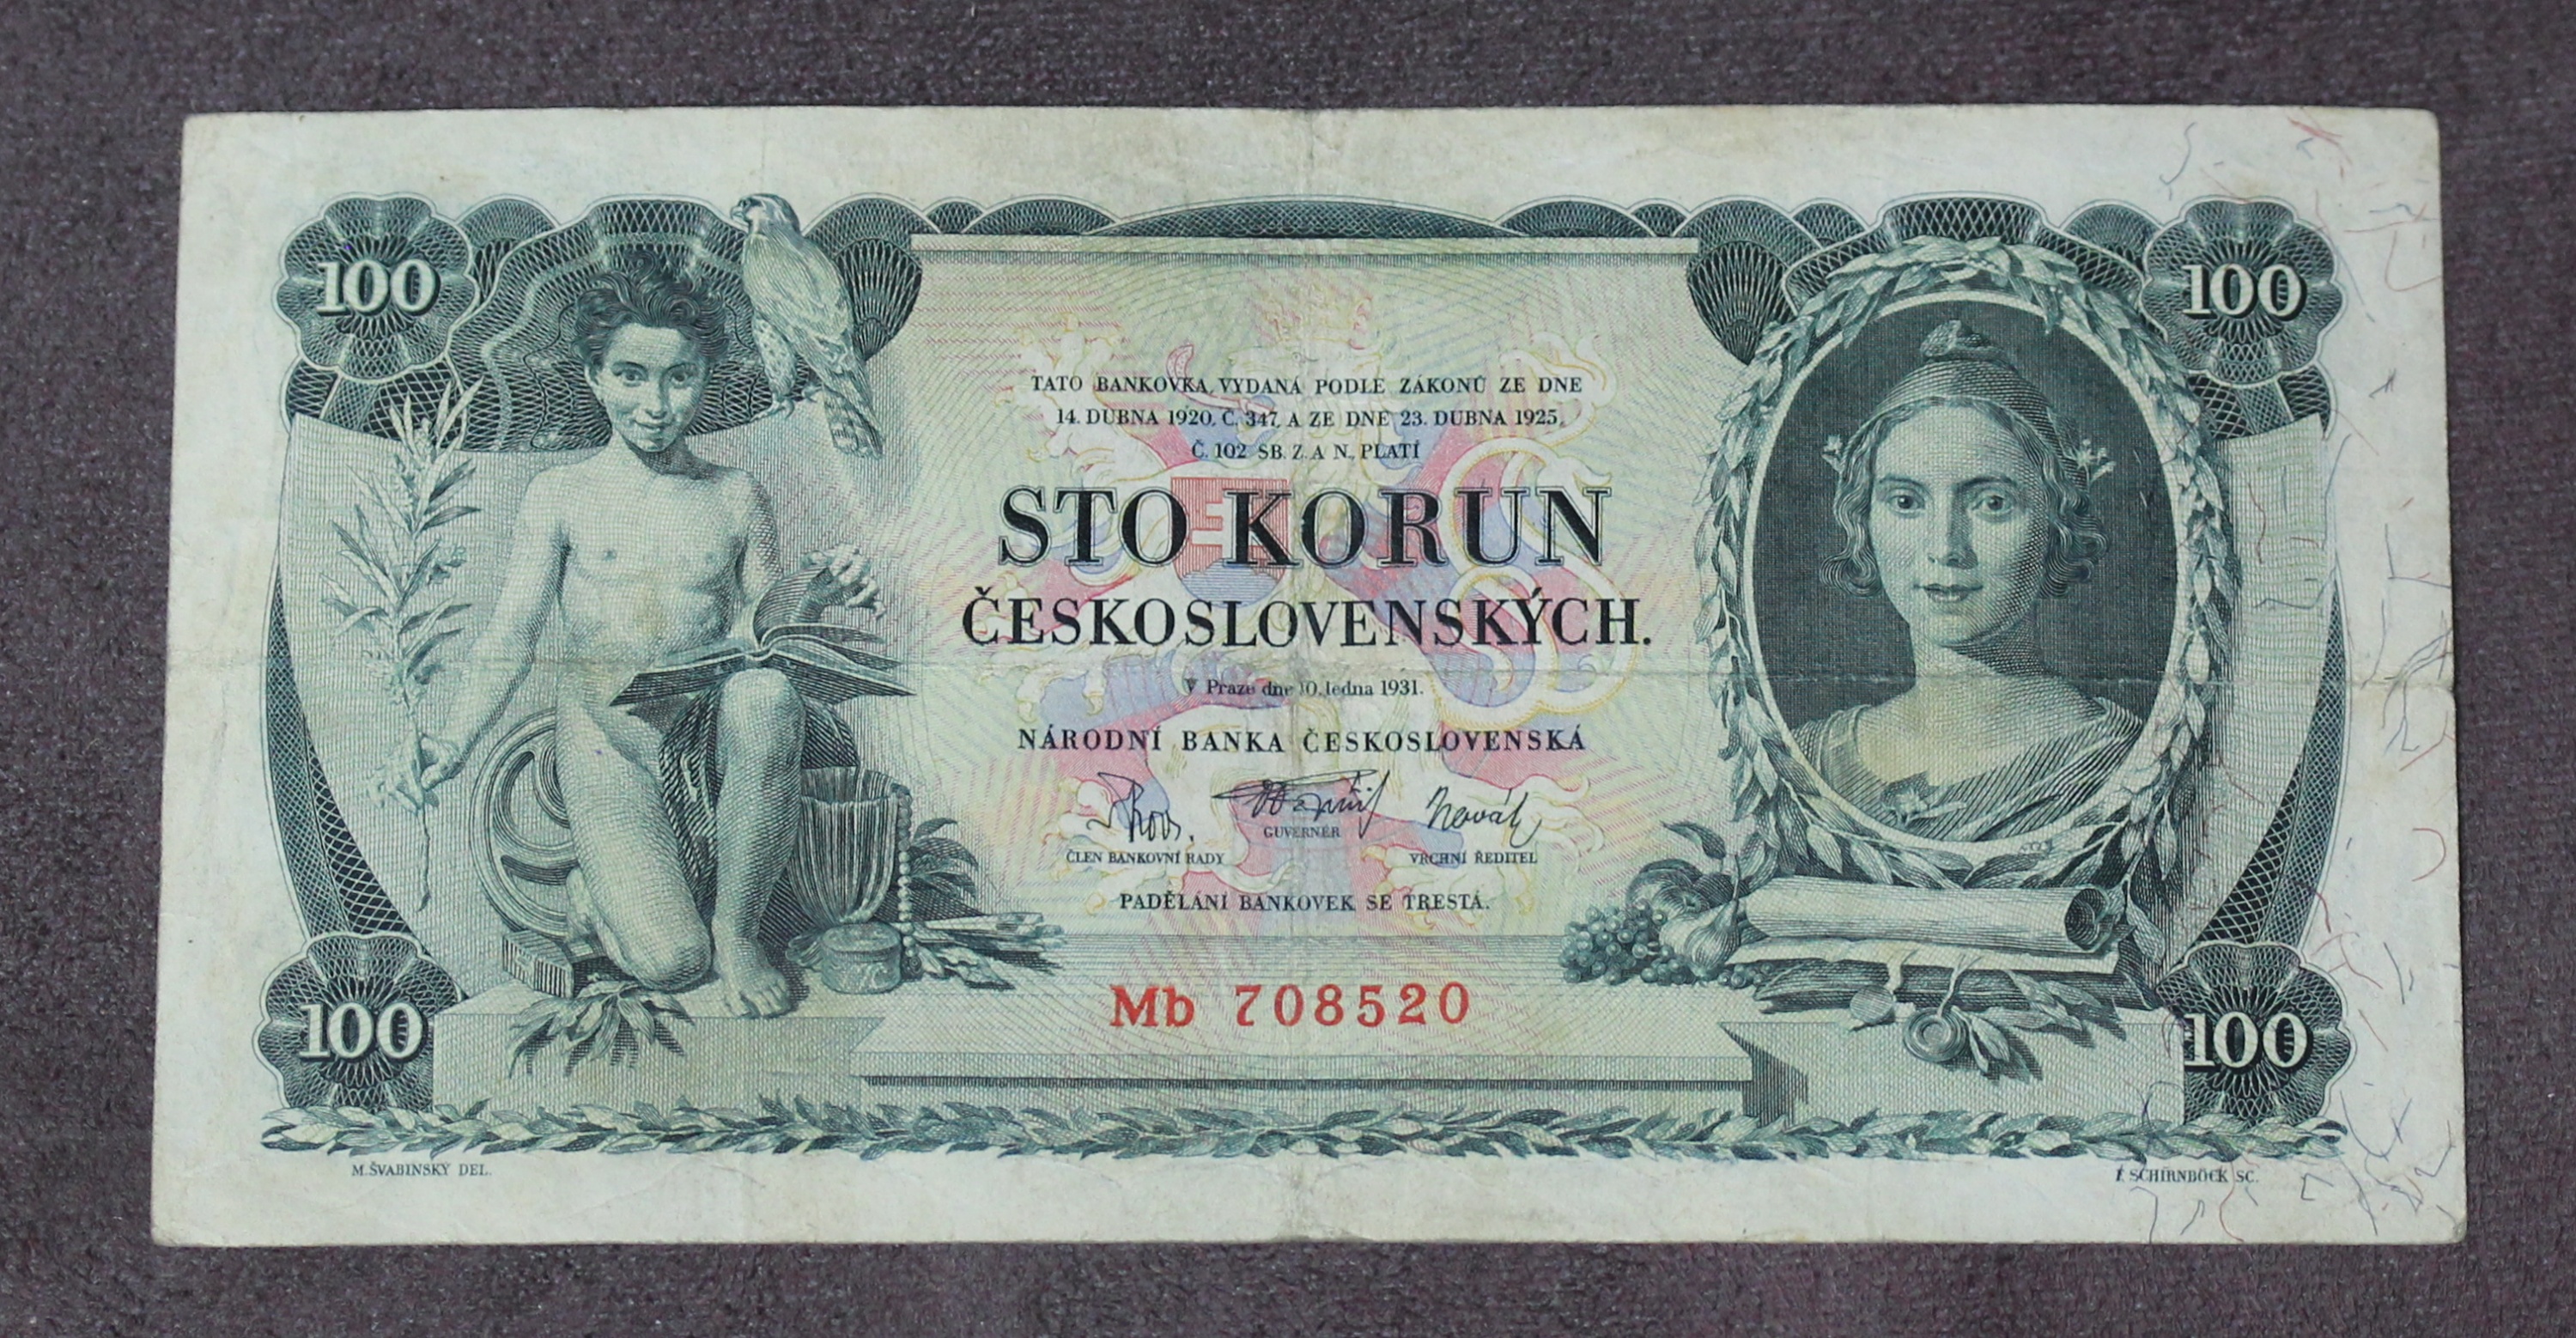 100
100
TATO BANKOVKA, VYDANÁ PODLE ZÁKONŮ ZE DNE
14. DUBNA 1920, Č. 347, A ZE DNE 23. DUBNA 1925,
Č. 102 SB. Z. A N., PLATÍ
STO KORUN
ČESKOSLOVENSKÝCH.
V Praze dne 10. ledna 1931.
NÁRODNÍ BANKA ČESKOSLOVENSKÁ
Novák
GUVERNÉR
ČLEN BANKOVNÍ RADY
VRCHNÍ ŘEDITEL
PADĚLÁNÍ BANKOVEK SE TRESTÁ.
Mb 708520
100
100
M. ŠVABINSKÝ DEL.
F. SCHIRNBÖCK SC.